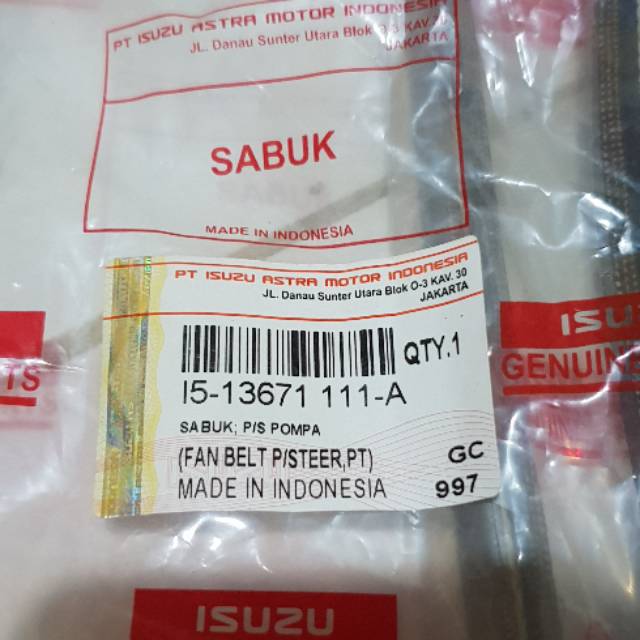 PT ISUZU ASTRA MOTOR INDONESIA
JL. Danau Sunter Utara Blok O-3 KAV. 30
JAKARTA
SABUK
MADE IN INDONESIA
PT ISUZU ASTRA MOTOR INDONESIA
JL. Danau Sunter Utara Blok O-3 KAV. 30
JAKARTA
QTY.1
I5-13671 111-A
SABUK; P/S POMPA
(FAN BELT P/STEER,PT)
GC
MADE IN INDONESIA
997
TS
ISUZ
GENUINE
ISUZU